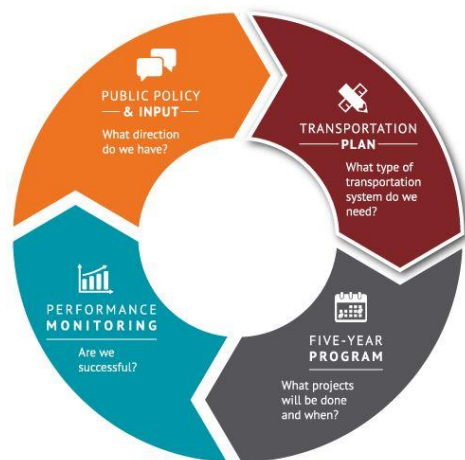 PUBLIC POLICY
& INPUT
What direction
do we have?
TRANSPORTATION
PLAN
What type of
transportation
system do we
need?
FIVE-YEAR
PROGRAM
What projects
will be done
and when?
PERFORMANCE
MONITORING
Are we
successful?